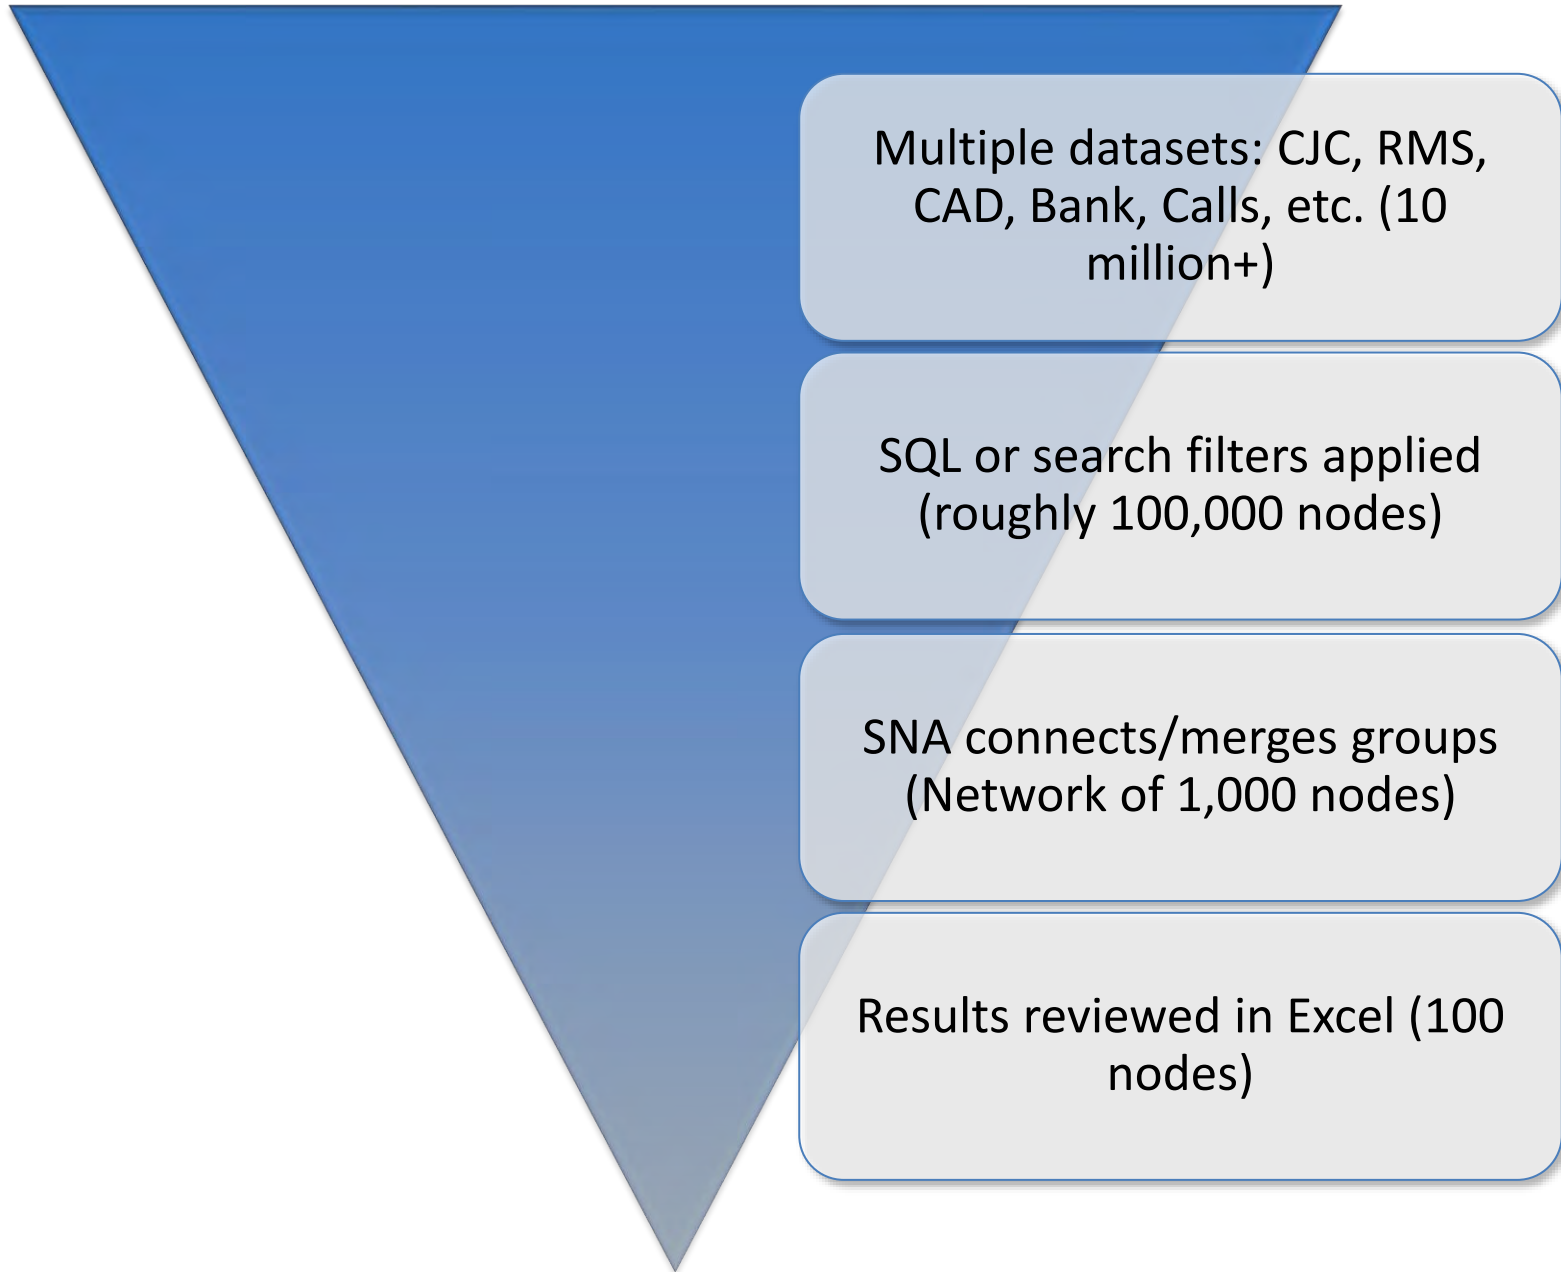 Multiple datasets: CJC, RMS,
CAD, Bank, Calls, etc. (10
million+)
SQL or search filters applied
(roughly 100,000 nodes)
SNA connects/merges groups
(Network of 1,000 nodes)
Results reviewed in Excel (100
nodes)